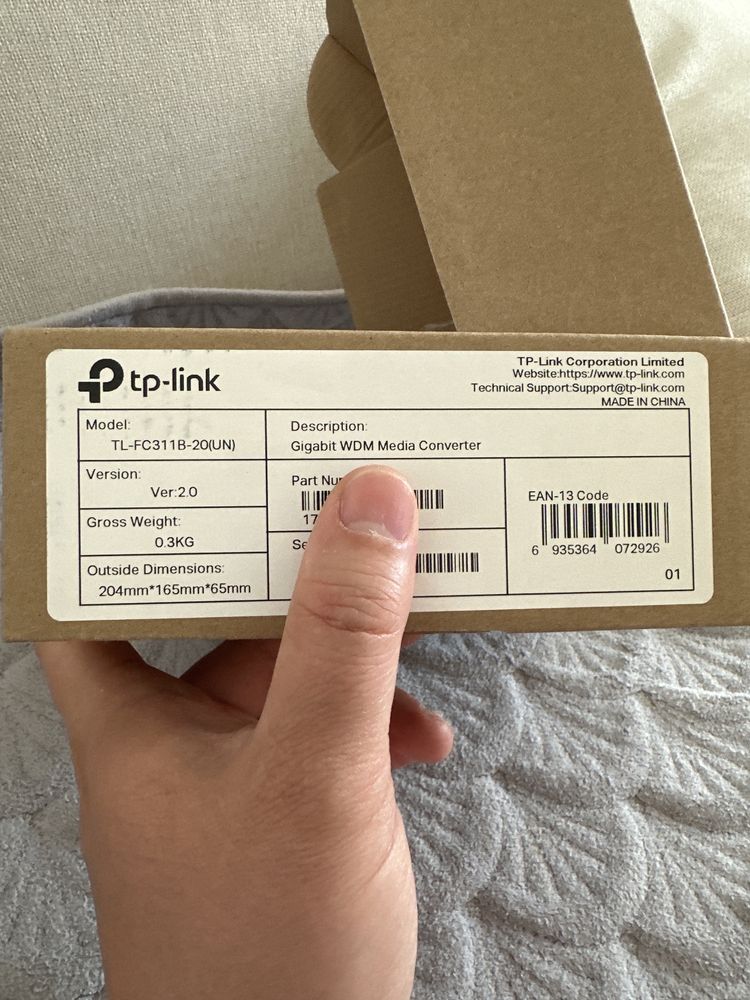 tp-link
TP-Link Corporation Limited
Website:https://www.tp-link.com
Technical Support:Support@tp-link.com
MADE IN CHINA
Model:
TL-FC311B-20(UN)
Description:
Gigabit WDM Media Converter
Version:
Ver:2.0
Gross Weight:
0.3KG
Outside Dimensions:
204mm*165mm*65mm
Part
17
EAN-13 Code
6 935364 072926
01